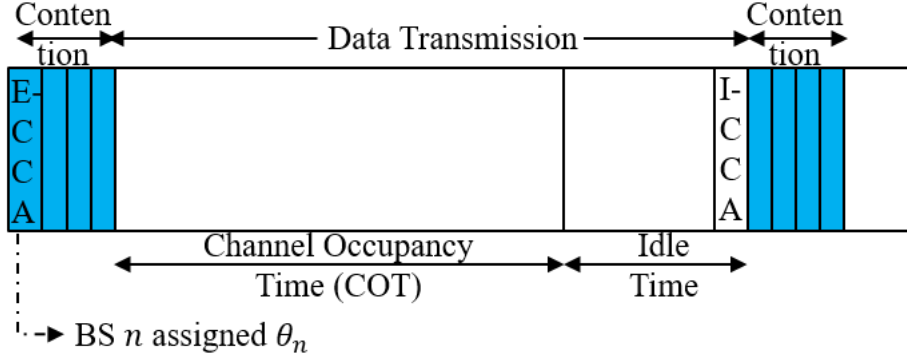 Conten
tion
Data Transmission
Conten
tion
E-
C
C
A
I-
C
C
A
Channel Occupancy
Time (COT)
Idle
Time
BS n assigned θₙ